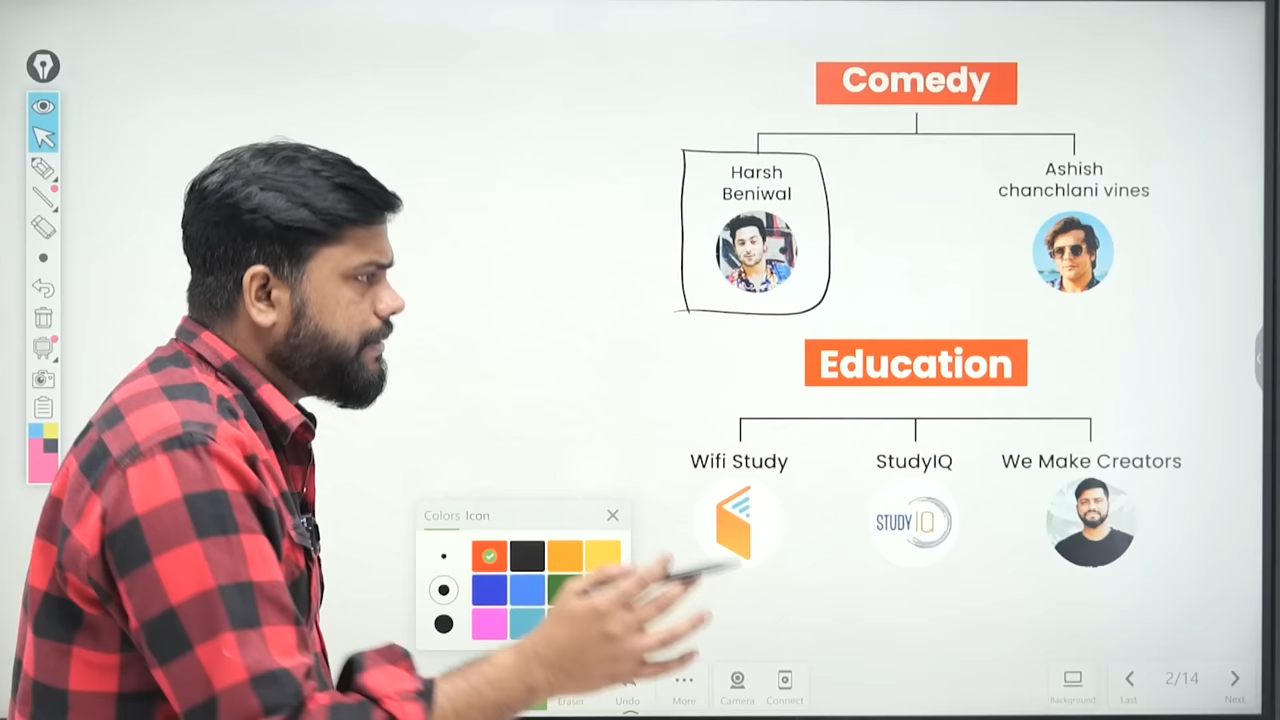 Comedy
Harsh
Beniwal
Ashish
chanchlani vines
Education
Wifi Study
StudyIQ
We Make Creators
STUDY IQ
Colors Icon
Eraser
Undo
More
Camera
Connect
Background
Last
2/14
Next